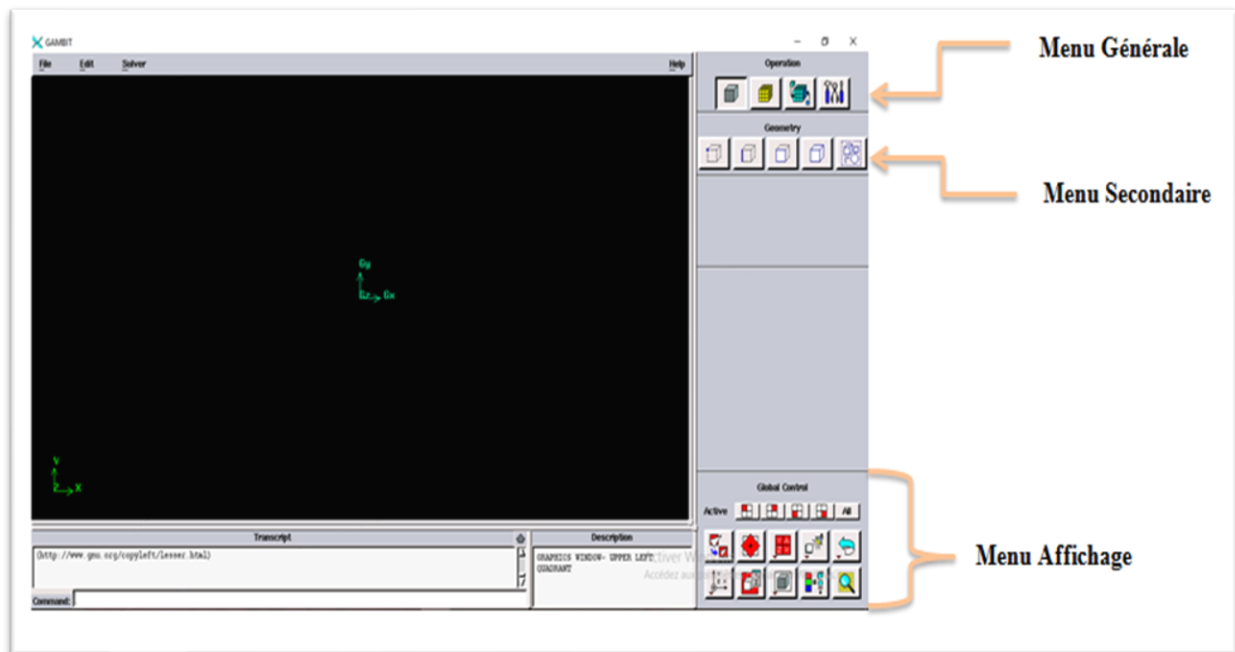 GAMBIT
File Edit Solver Help
Operation
Menu Générale
Geometry
Menu Secondaire
Gy
Gz Gx
Y
Z X
Global Control
Active All
Menu Affichage
Transcript
Description
(http://www.gnu.org/copyleft/lesser.html)
GRAPHICS WINDOW- UPPER LEFT
QUADRANT
Command: